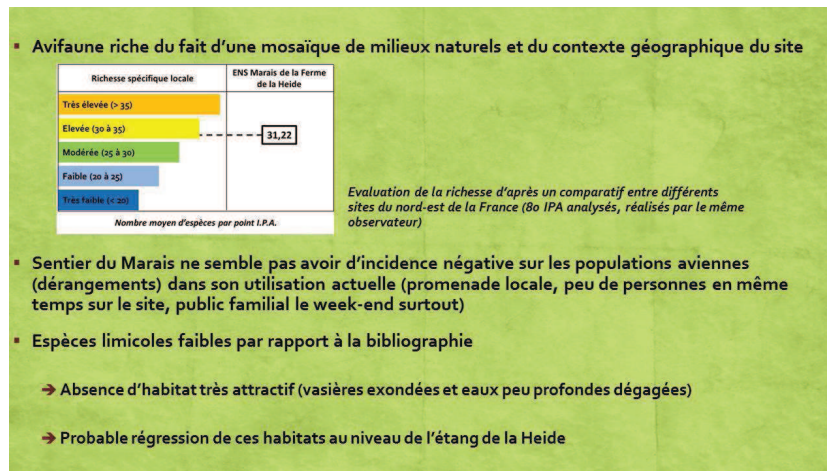 ▪ Avifaune riche du fait d'une mosaïque de milieux naturels et du contexte géographique du site
Richesse spécifique locale
ENS Marais de la Ferme
de la Heide
Très élevée (> 35)
Elevée (30 à 35)
31,22
Modérée (25 à 30)
Faible (20 à 25)
Très faible (< 20)
Nombre moyen d'espèces par point I.P.A.
Evaluation de la richesse d'après un comparatif entre différents
sites du nord-est de la France (80 IPA analysés, réalisés par le même
observateur)
▪ Sentier du Marais ne semble pas avoir d'incidence négative sur les populations aviennes
(dérangements) dans son utilisation actuelle (promenade locale, peu de personnes en même
temps sur le site, public familial le week-end surtout)
▪ Espèces limicoles faibles par rapport à la bibliographie
➔ Absence d'habitat très attractif (vasières exondées et eaux peu profondes dégagées)
➔ Probable régression de ces habitats au niveau de l'étang de la Heide